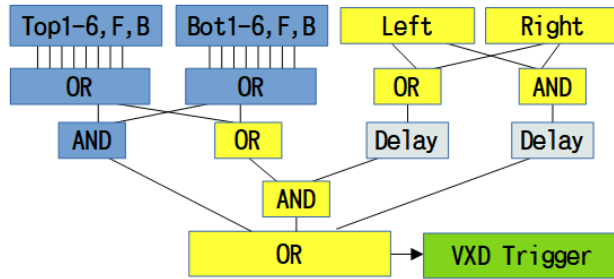 Top1-6,F,B Bot1-6,F,B Left Right
OR OR OR AND
AND OR Delay Delay
AND
OR VXD Trigger